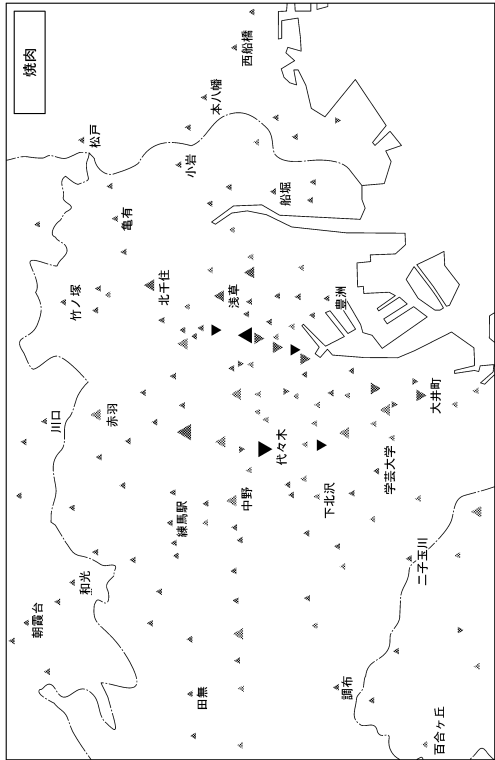 焼肉
西船橋
本八幡
松戸
小岩
船堀
亀有
北千住
浅草
竹ノ塚
豊洲
川口
赤羽
代々木
大井町
学芸大学
下北沢
中野
練馬駅
和光
朝霞台
二子玉川
田無
調布
百合ヶ丘